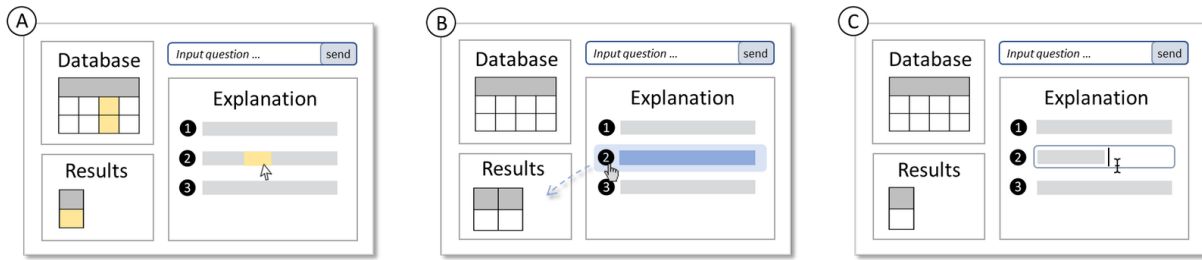 A
Database
Input question ...
send
Explanation
1
2
3
Results
B
Database
Input question ...
send
Explanation
1
2
3
Results
C
Database
Input question ...
send
Explanation
1
2
3
Results